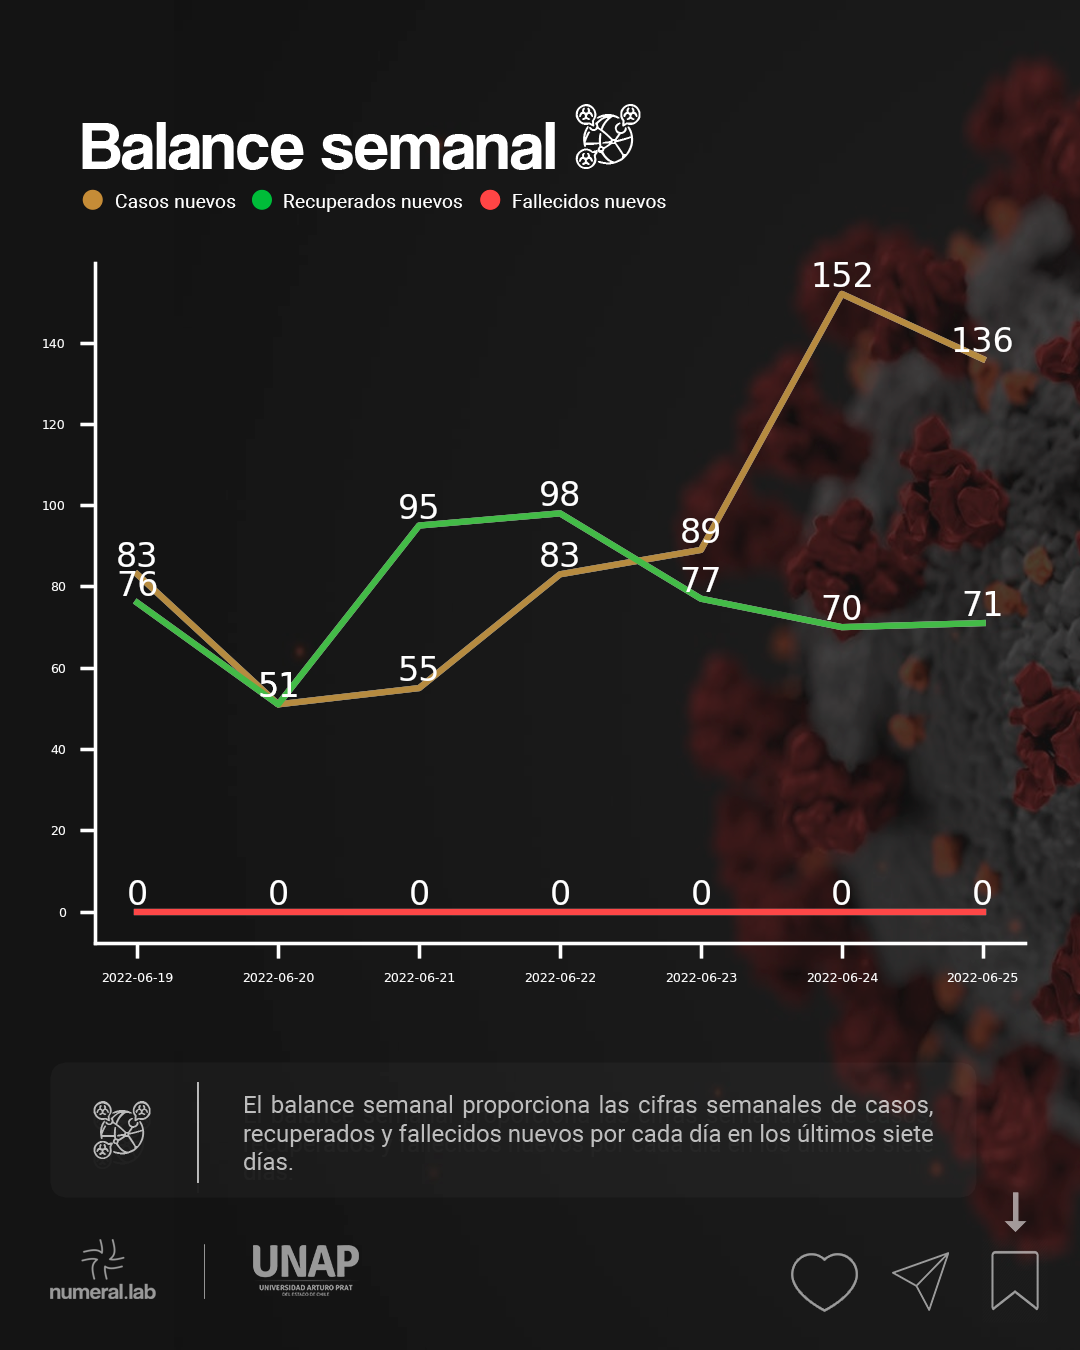 Balance semanal
Casos nuevos Recuperados nuevos Fallecidos nuevos
152
136
140
120
100
95
98
89
83
83
76
77
80
70
71
60
51
55
40
20
0 0 0 0 0 0 0
0
2022-06-19 2022-06-20 2022-06-21 2022-06-22 2022-06-23 2022-06-24 2022-06-25
El balance semanal proporciona las cifras semanales de casos,
recuperados y fallecidos nuevos por cada día en los últimos siete
días.
numeral.lab
UNAP
UNIVERSIDAD ARTURO PRAT
DEL ESTADO DE CHILE